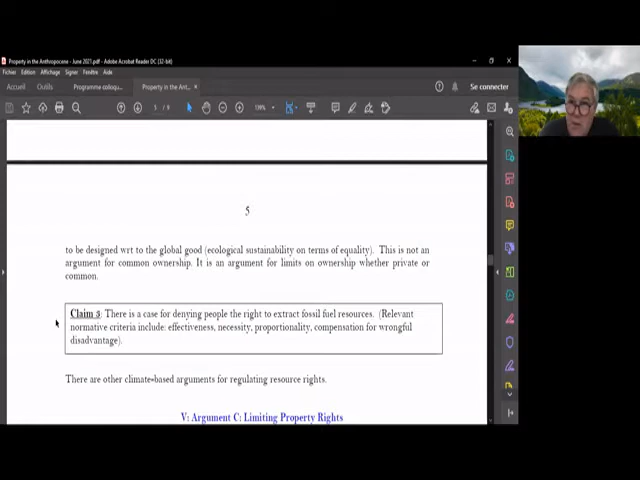 Property in the Anthropocene - June 2021.pdf - Adobe Acrobat Reader DC (32-bit)
Fichier Edition Affichage Signer Fenêtre Aide
Accueil Outils Programme colloqu... Property in the Ant... × Se connecter
5 / 9 139%
5
to be designed wrt to the global good (ecological sustainability on terms of equality). This is not an
argument for common ownership. It is an argument for limits on ownership whether private or
common.
Claim 3: There is a case for denying people the right to extract fossil fuel resources. (Relevant
normative criteria include: effectiveness, necessity, proportionality, compensation for wrongful
disadvantage).
There are other climate-based arguments for regulating resource rights.
V: Argument C: Limiting Property Rights